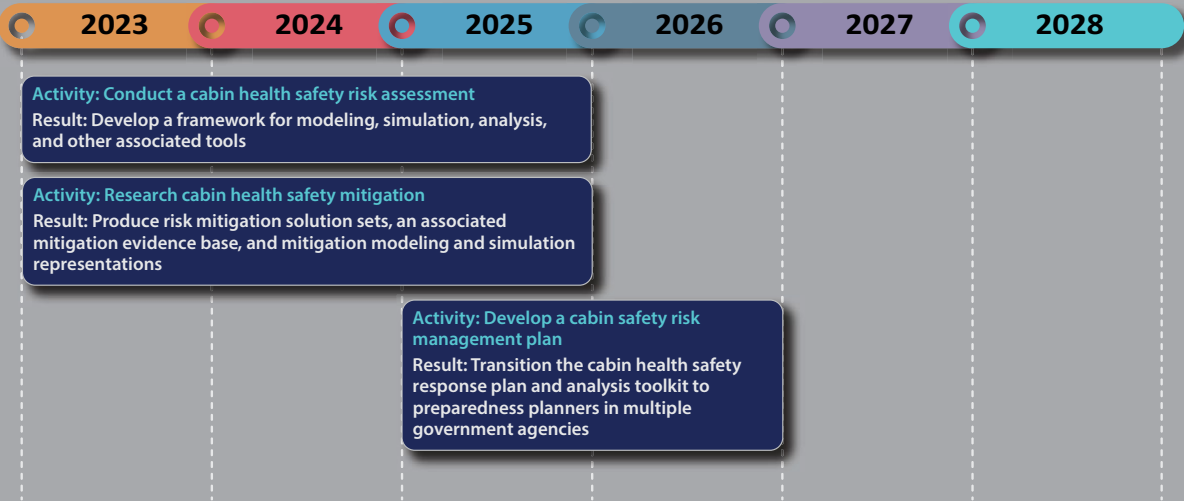 2023 2024 2025 2026 2027 2028
Activity: Conduct a cabin health safety risk assessment
Result: Develop a framework for modeling, simulation, analysis,
and other associated tools
Activity: Research cabin health safety mitigation
Result: Produce risk mitigation solution sets, an associated
mitigation evidence base, and mitigation modeling and simulation
representations
Activity: Develop a cabin safety risk
management plan
Result: Transition the cabin health safety
response plan and analysis toolkit to
preparedness planners in multiple
government agencies